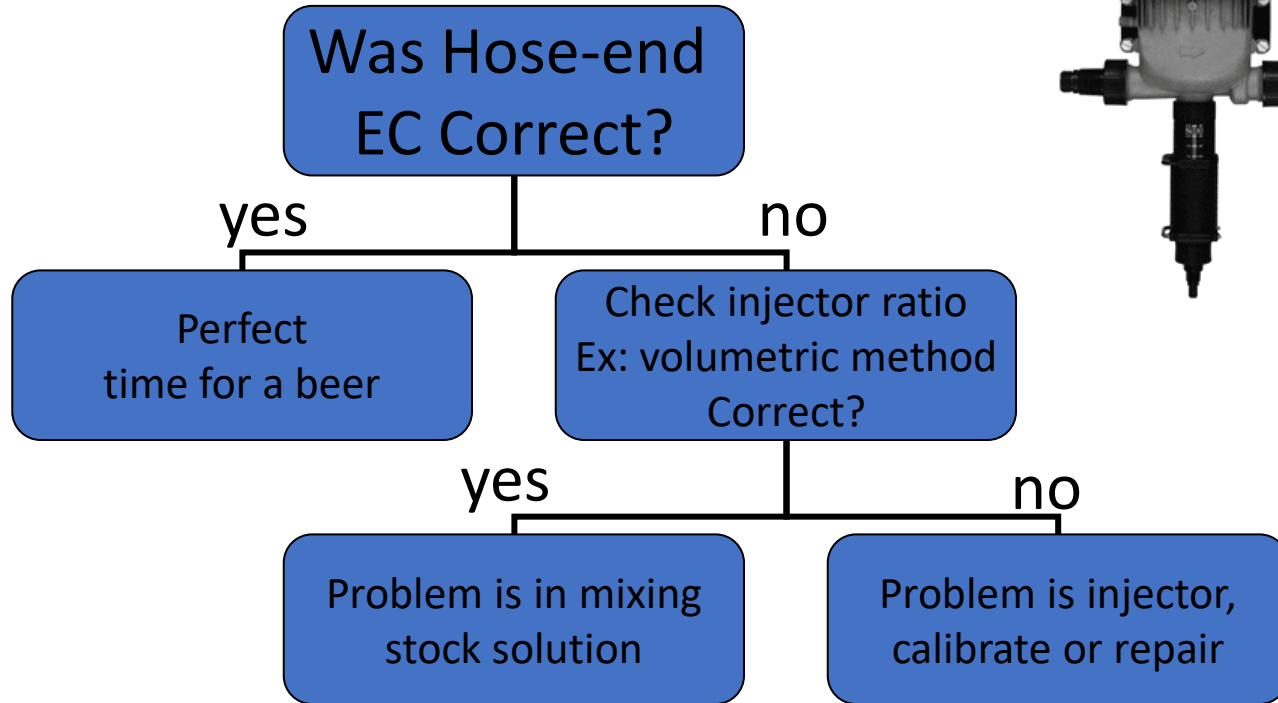 Was Hose-end
EC Correct?
yes
no
Perfect
time for a beer
Check injector ratio
Ex: volumetric method
Correct?
yes
no
Problem is in mixing
stock solution
Problem is injector,
calibrate or repair